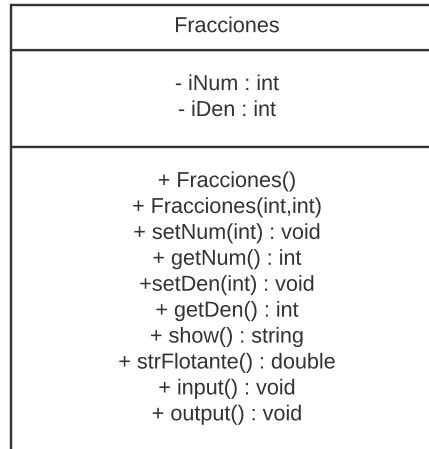 Fracciones
- iNum : int
- iDen : int
+ Fracciones()
+ Fracciones(int,int)
+ setNum(int) : void
+ getNum() : int
+setDen(int) : void
+ getDen() : int
+ show() : string
+ strFlotante() : double
+ input() : void
+ output() : void